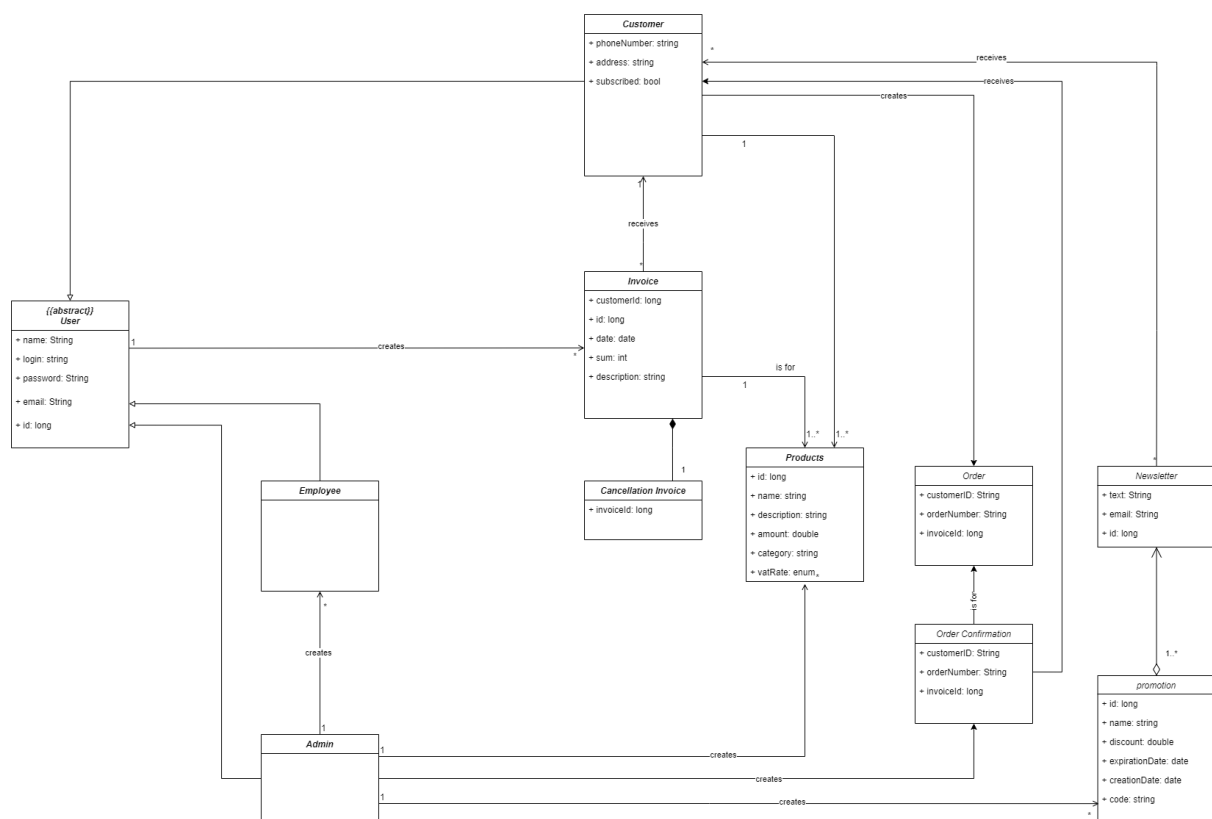 Customer
+ phoneNumber: string
+ address: string
+ subscribed: bool
*
receives
receives
creates
1
1
receives
*
{{abstract}}
User
+ name: String
+ login: string
+ password: String
+ email: String
+ id: long
1
creates
*
Invoice
+ customerId: long
+ id: long
+ date: date
+ sum: int
+ description: string
is for
1
1..*
1..*
1
Cancellation Invoice
+ invoiceId: long
Products
+ id: long
+ name: string
+ description: string
+ amount: double
+ category: string
+ vatRate: enum
*
Order
+ customerID: String
+ orderNumber: String
+ invoiceId: long
*
Newsletter
+ text: String
+ email: String
+ id: long
Employee
*
creates
1
is for
Order Confirmation
+ customerID: String
+ orderNumber: String
+ invoiceId: long
1..*
promotion
+ id: long
+ name: string
+ discount: double
+ expirationDate: date
+ creationDate: date
+ code: string
Admin
1
creates
creates
1
creates
*